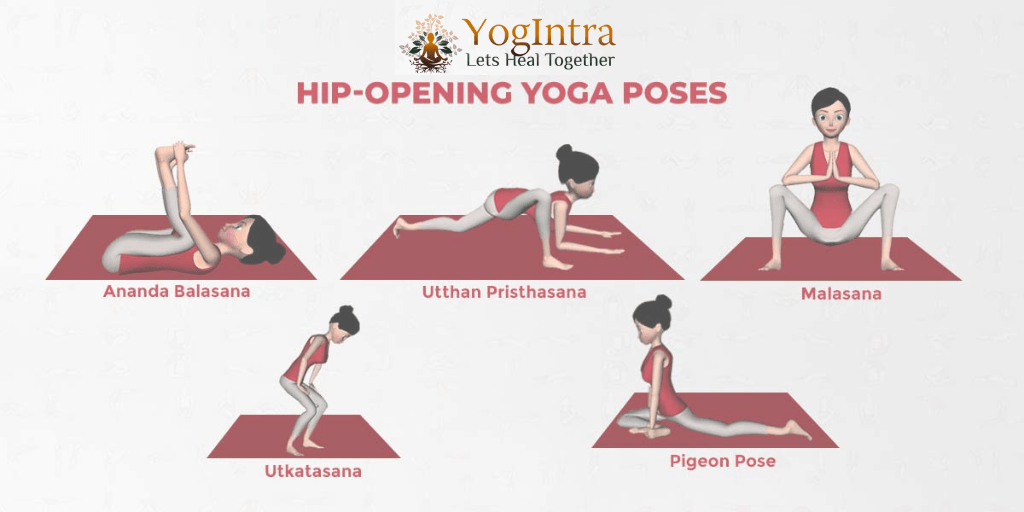 YogIntra
Lets Heal Together
HIP-OPENING YOGA POSES
Ananda Balasana
Utthan Pristhasana
Malasana
Utkatasana
Pigeon Pose